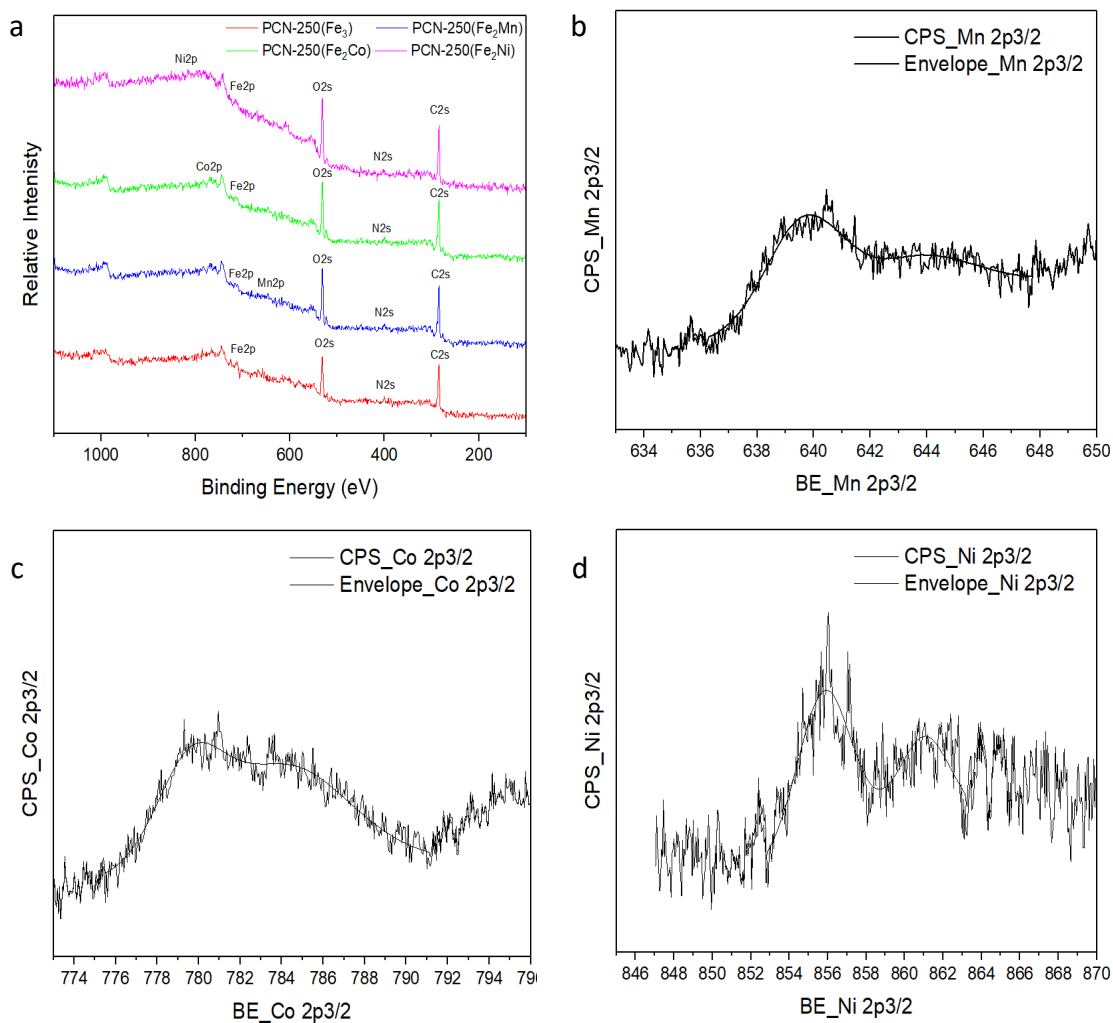 a
PCN-250(Fe₃) PCN-250(Fe₂Mn)
PCN-250(Fe₂Co) PCN-250(Fe₂Ni)
Ni2p
Fe2p
O2s
C2s
N2s
Co2p
Fe2p
O2s
C2s
N2s
Fe2p
Mn2p
O2s
C2s
N2s
Fe2p
O2s
C2s
N2s
Relative Intenisty
1000 800 600 400 200
Binding Energy (eV)
b
CPS_Mn 2p3/2
Envelope_Mn 2p3/2
CPS_Mn 2p3/2
634 636 638 640 642 644 646 648 650
BE_Mn 2p3/2
c
CPS_Co 2p3/2
Envelope_Co 2p3/2
CPS_Co 2p3/2
774 776 778 780 782 784 786 788 790 792 794 796
BE_Co 2p3/2
d
CPS_Ni 2p3/2
Envelope_Ni 2p3/2
CPS_Ni 2p3/2
846 848 850 852 854 856 858 860 862 864 866 868 870
BE_Ni 2p3/2